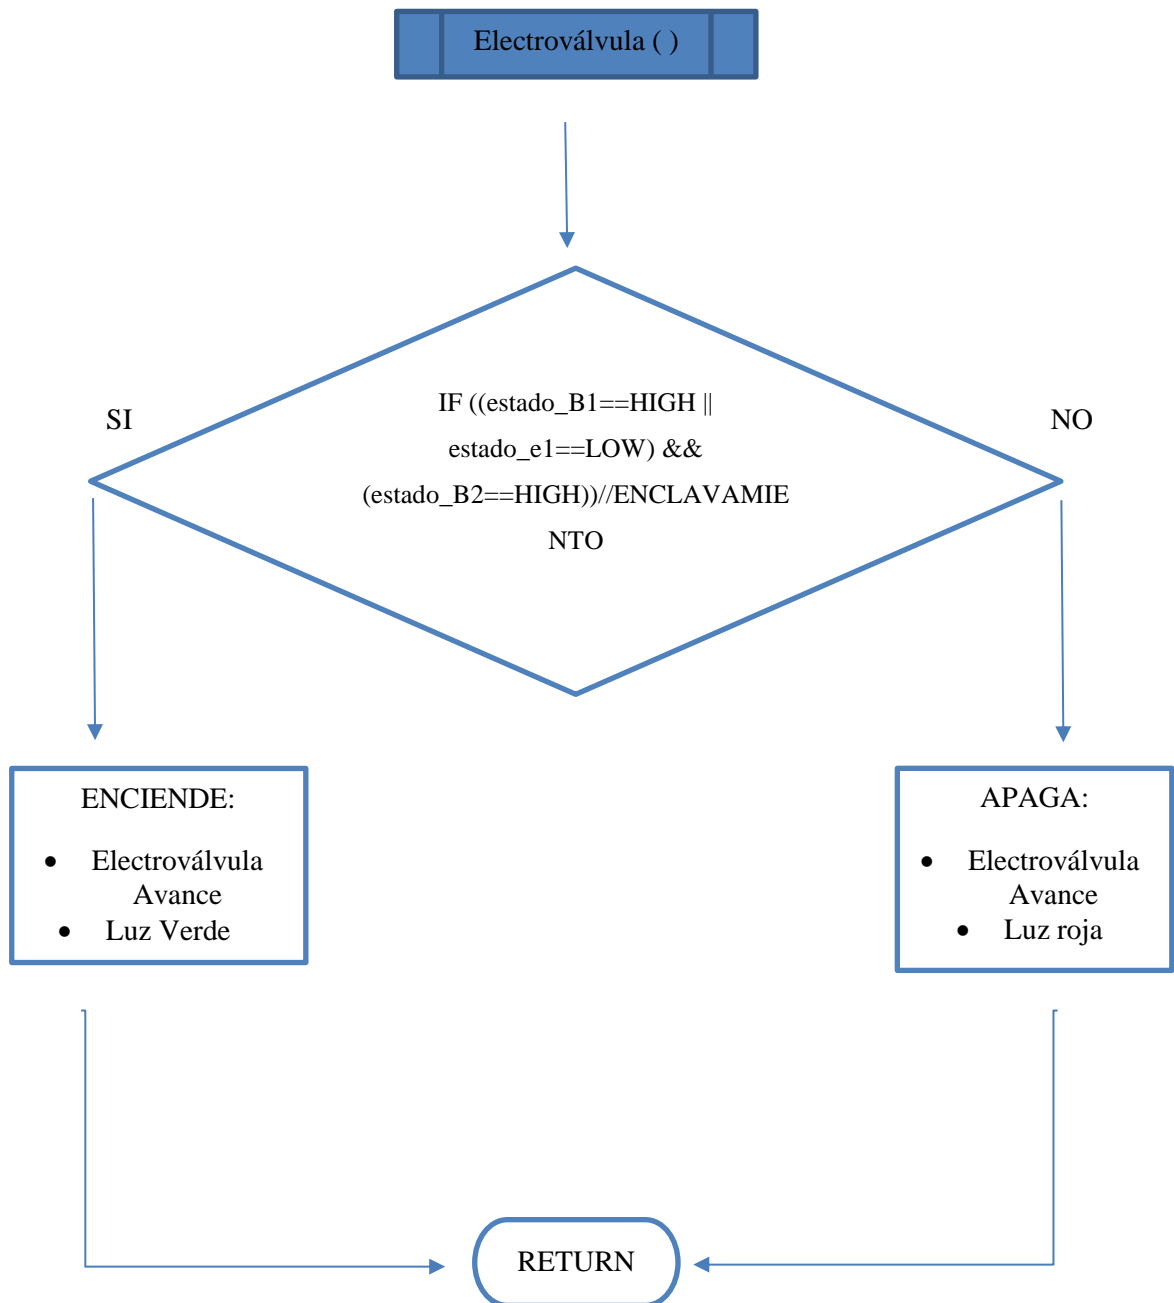 Electroválvula ( )
SI
IF ((estado_B1==HIGH ||
estado_e1==LOW) &&
(estado_B2==HIGH))//ENCLAVAMIE
NTO
NO
ENCIENDE:
• Electroválvula
Avance
• Luz Verde
APAGA:
• Electroválvula
Avance
• Luz roja
RETURN